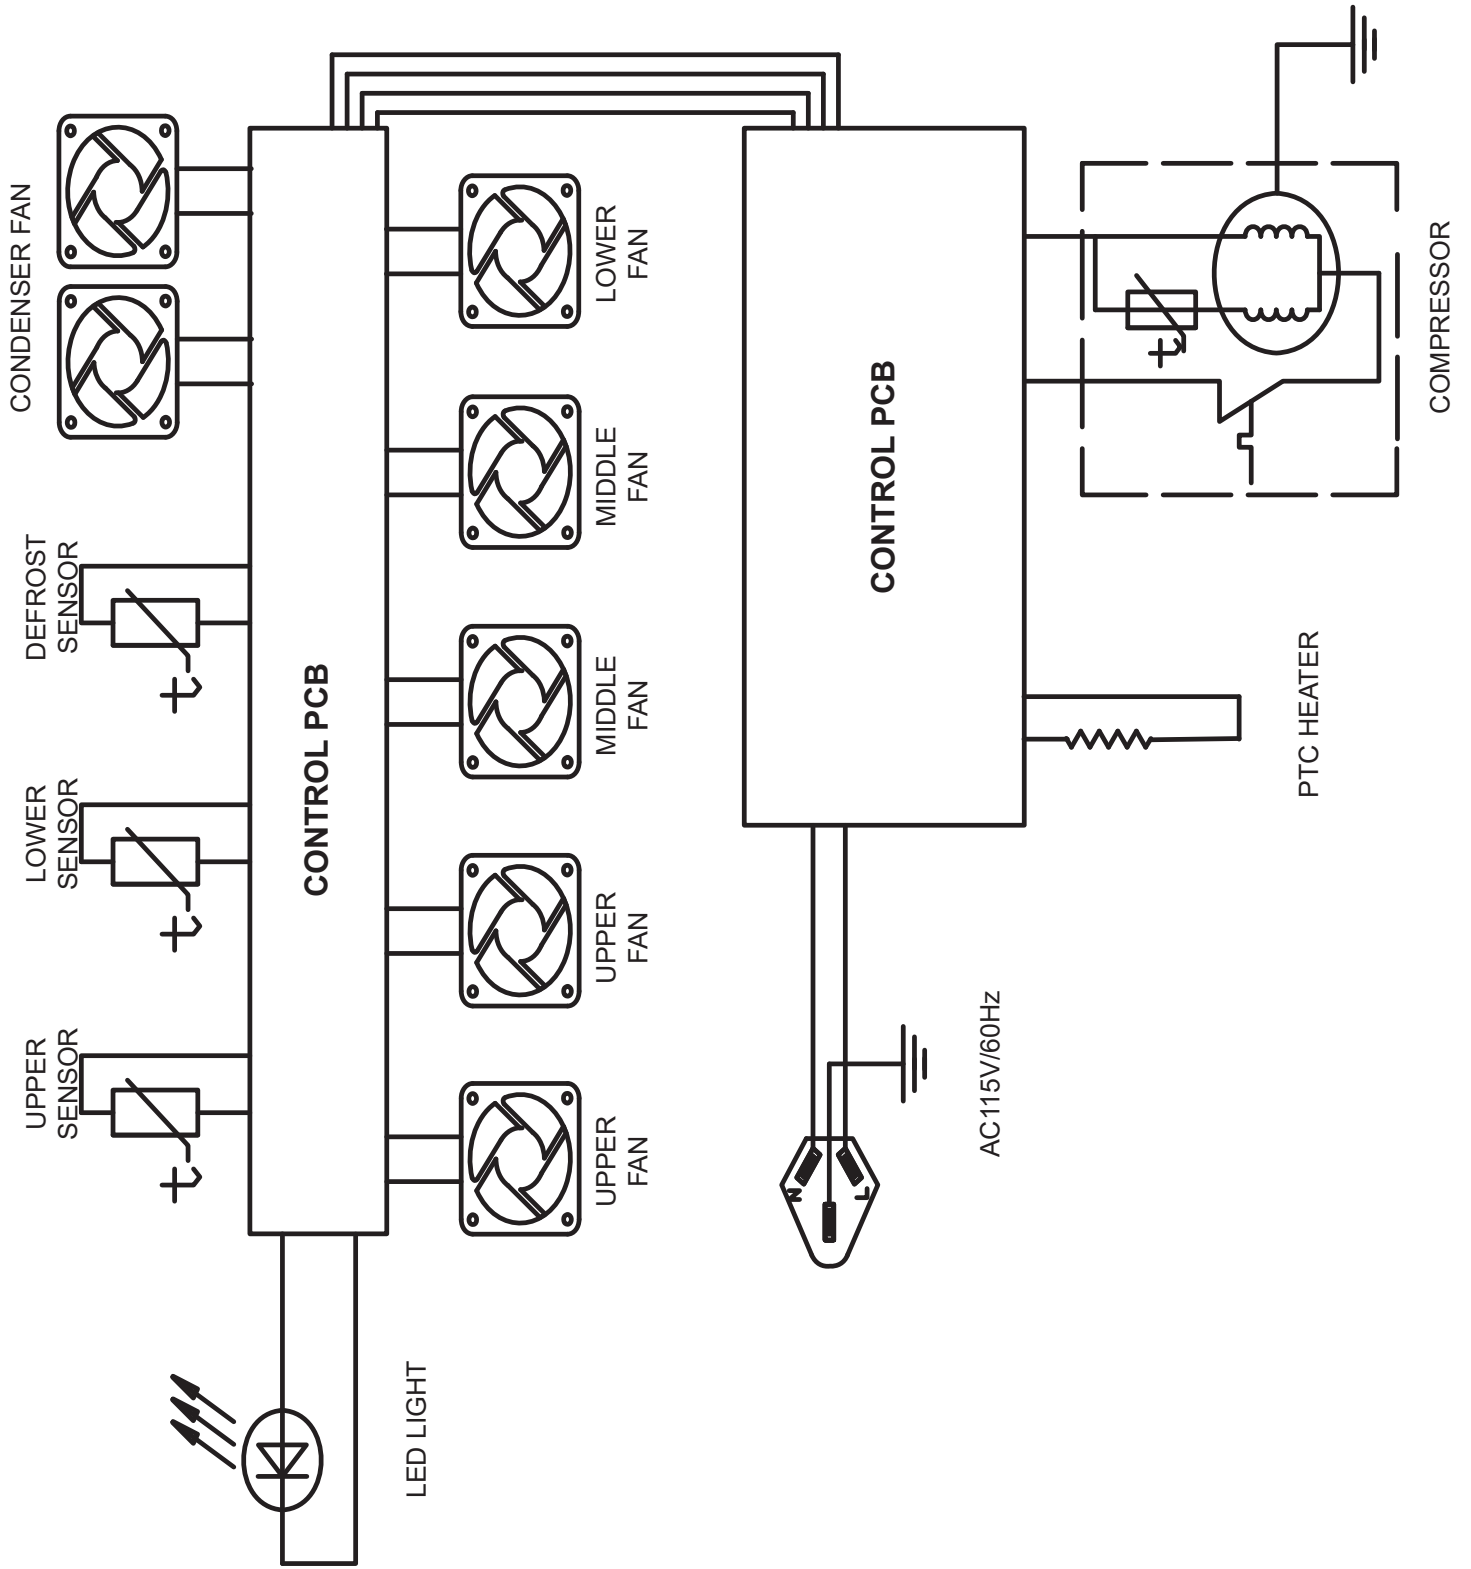 CONDENSER FAN
DEFROST
SENSOR
LOWER
SENSOR
UPPER
SENSOR
CONTROL PCB
LED LIGHT
LOWER
FAN
MIDDLE
FAN
MIDDLE
FAN
UPPER
FAN
UPPER
FAN
CONTROL PCB
N
L
AC115V/60Hz
PTC HEATER
COMPRESSOR
t
t
t
t